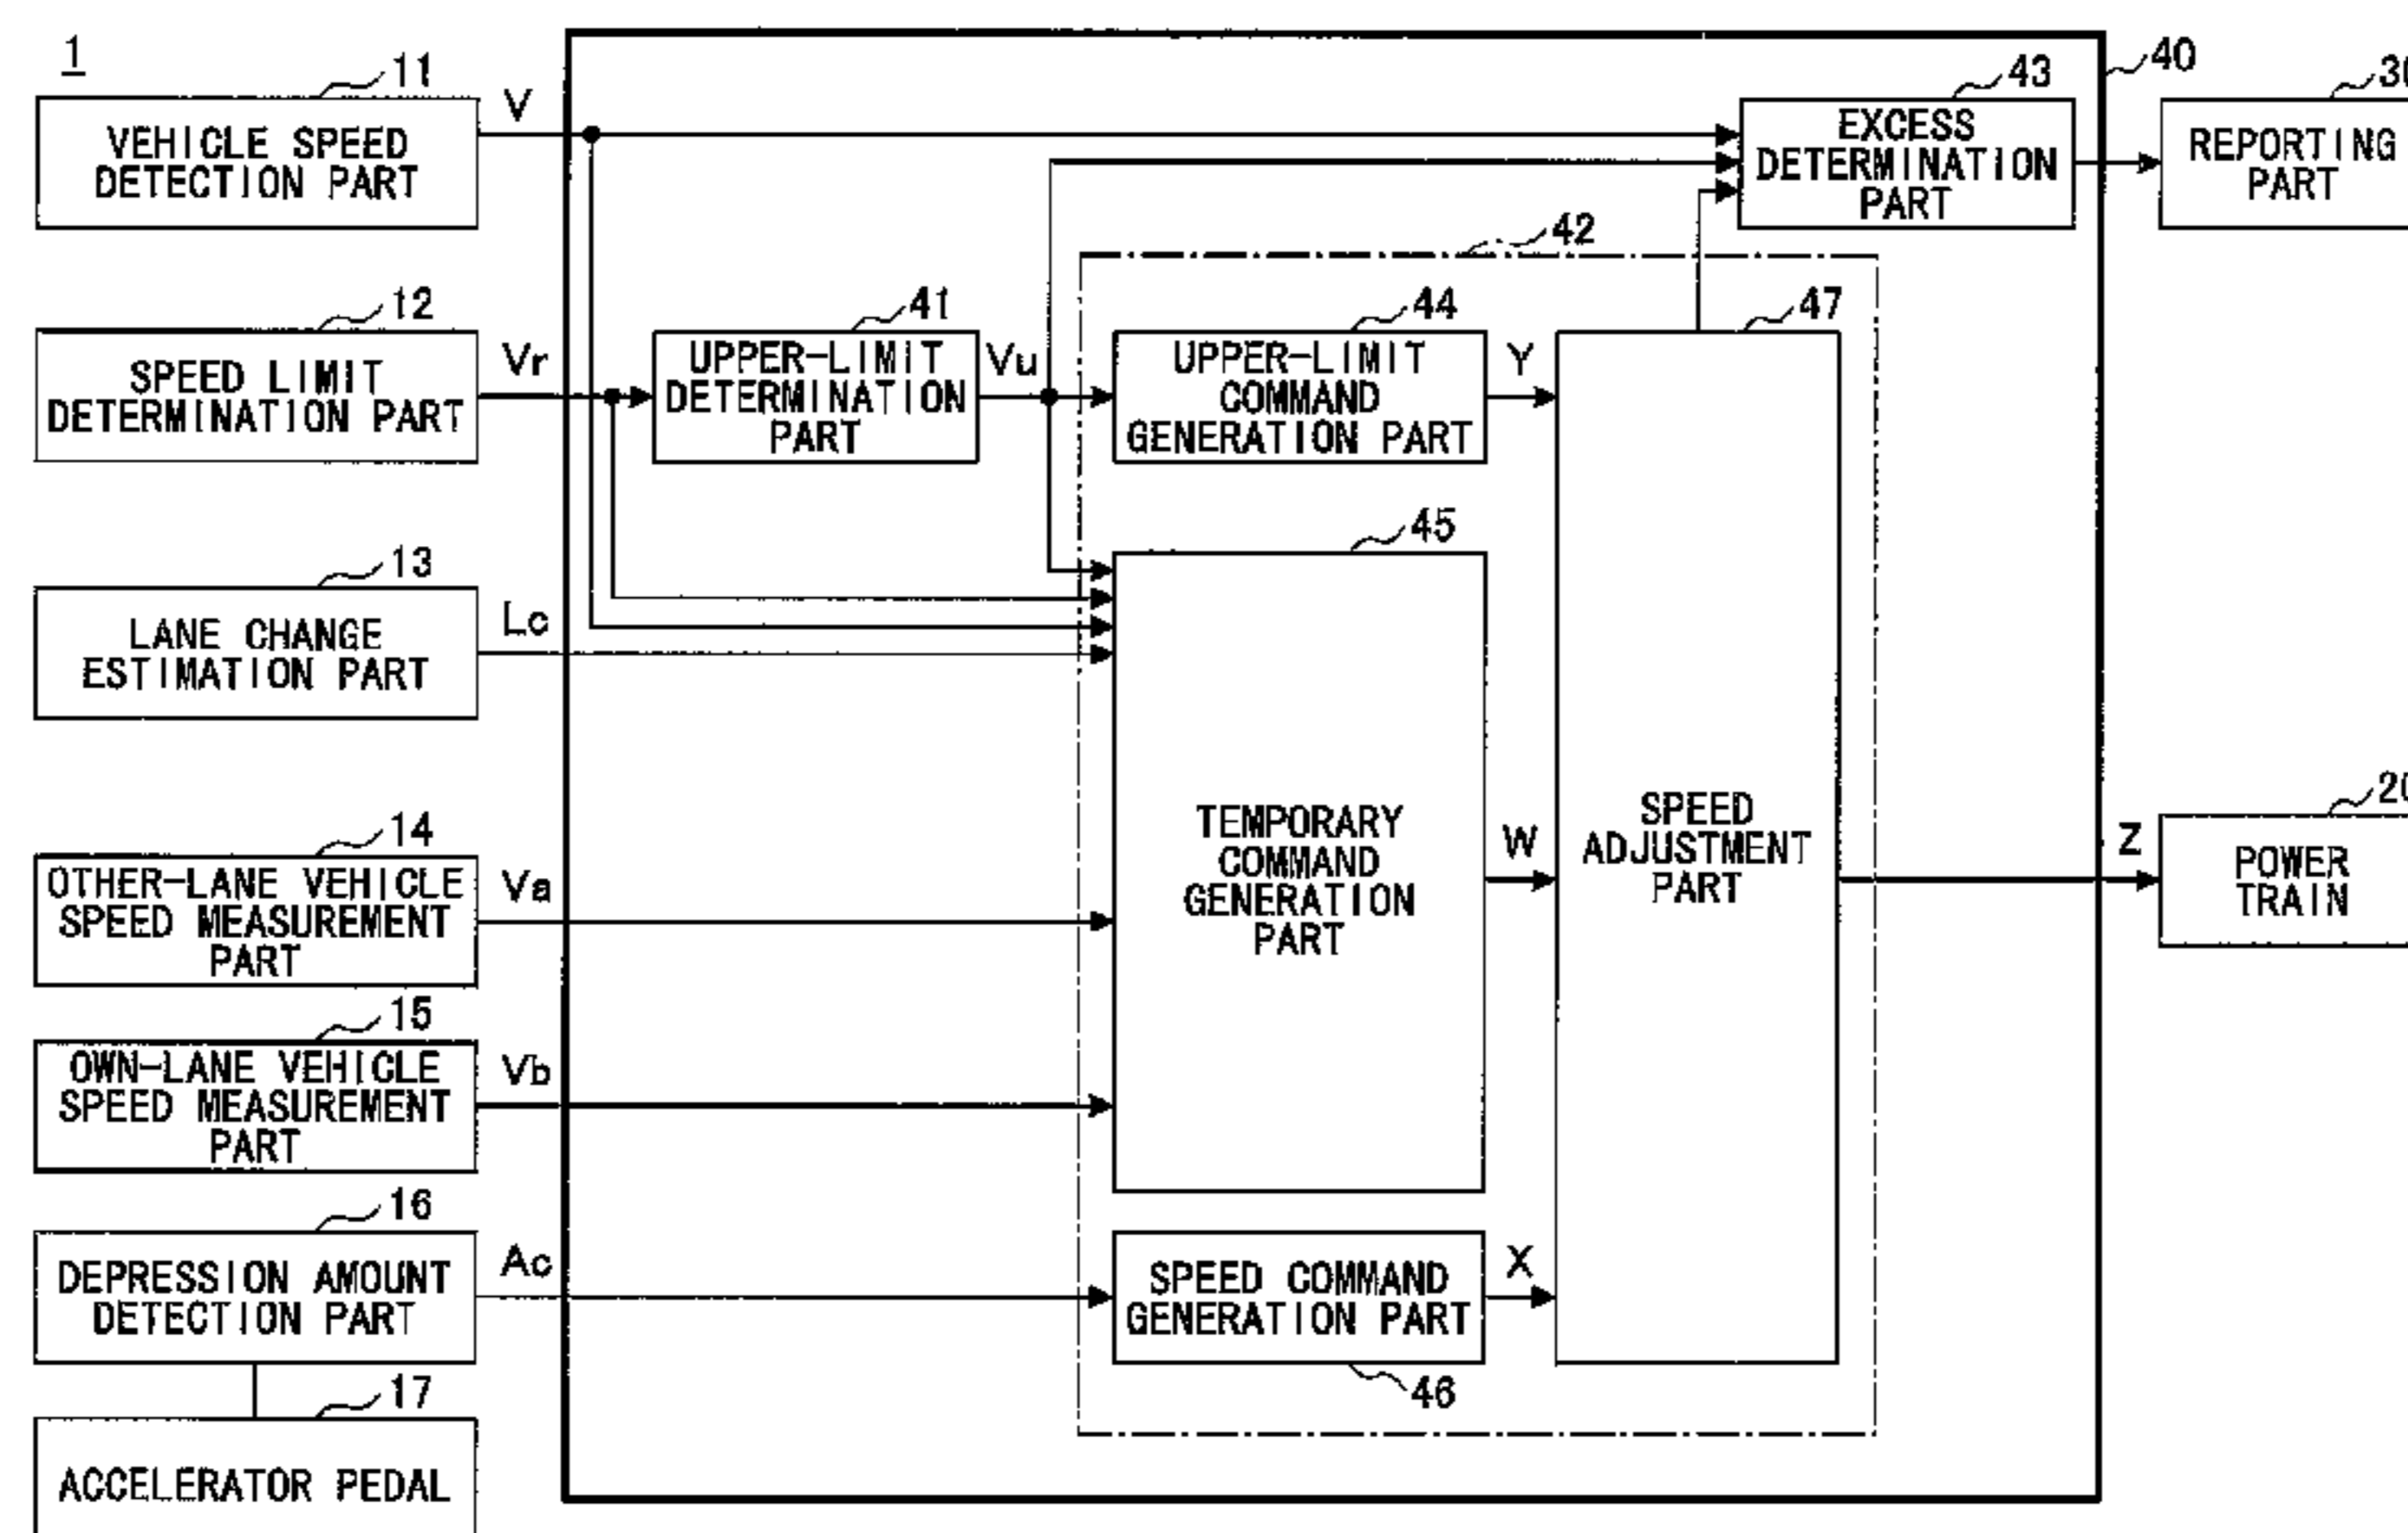 1
11
VEHICLE SPEED
DETECTION PART
V
40
43
EXCESS
DETERMINATION
PART
30
REPORTING
PART
42
12
SPEED LIMIT
DETERMINATION PART
Vr
41
UPPER-LIMIT
DETERMINATION
PART
Vu
44
UPPER-LIMIT
COMMAND
GENERATION PART
Y
47
SPEED
ADJUSTMENT
PART
13
LANE CHANGE
ESTIMATION PART
Lc
45
TEMPORARY
COMMAND
GENERATION
PART
W
Z
20
POWER
TRAIN
14
OTHER-LANE VEHICLE
SPEED MEASUREMENT
PART
Va
15
OWN-LANE VEHICLE
SPEED MEASUREMENT
PART
Vb
16
DEPRESSION AMOUNT
DETECTION PART
Ac
SPEED COMMAND
GENERATION PART
X
46
17
ACCELERATOR PEDAL